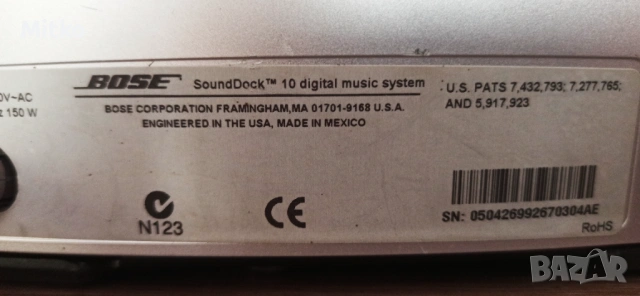 BOSE SoundDock™ 10 digital music system
BOSE CORPORATION FRAMINGHAM,MA 01701-9168 U.S.A.
ENGINEERED IN THE USA, MADE IN MEXICO
0V~AC
z 150 W
U.S. PATS 7,432,793; 7,277,765;
AND 5,917,923
N123
CE
SN: 050426992670304AE
RoHS
БАЗАР